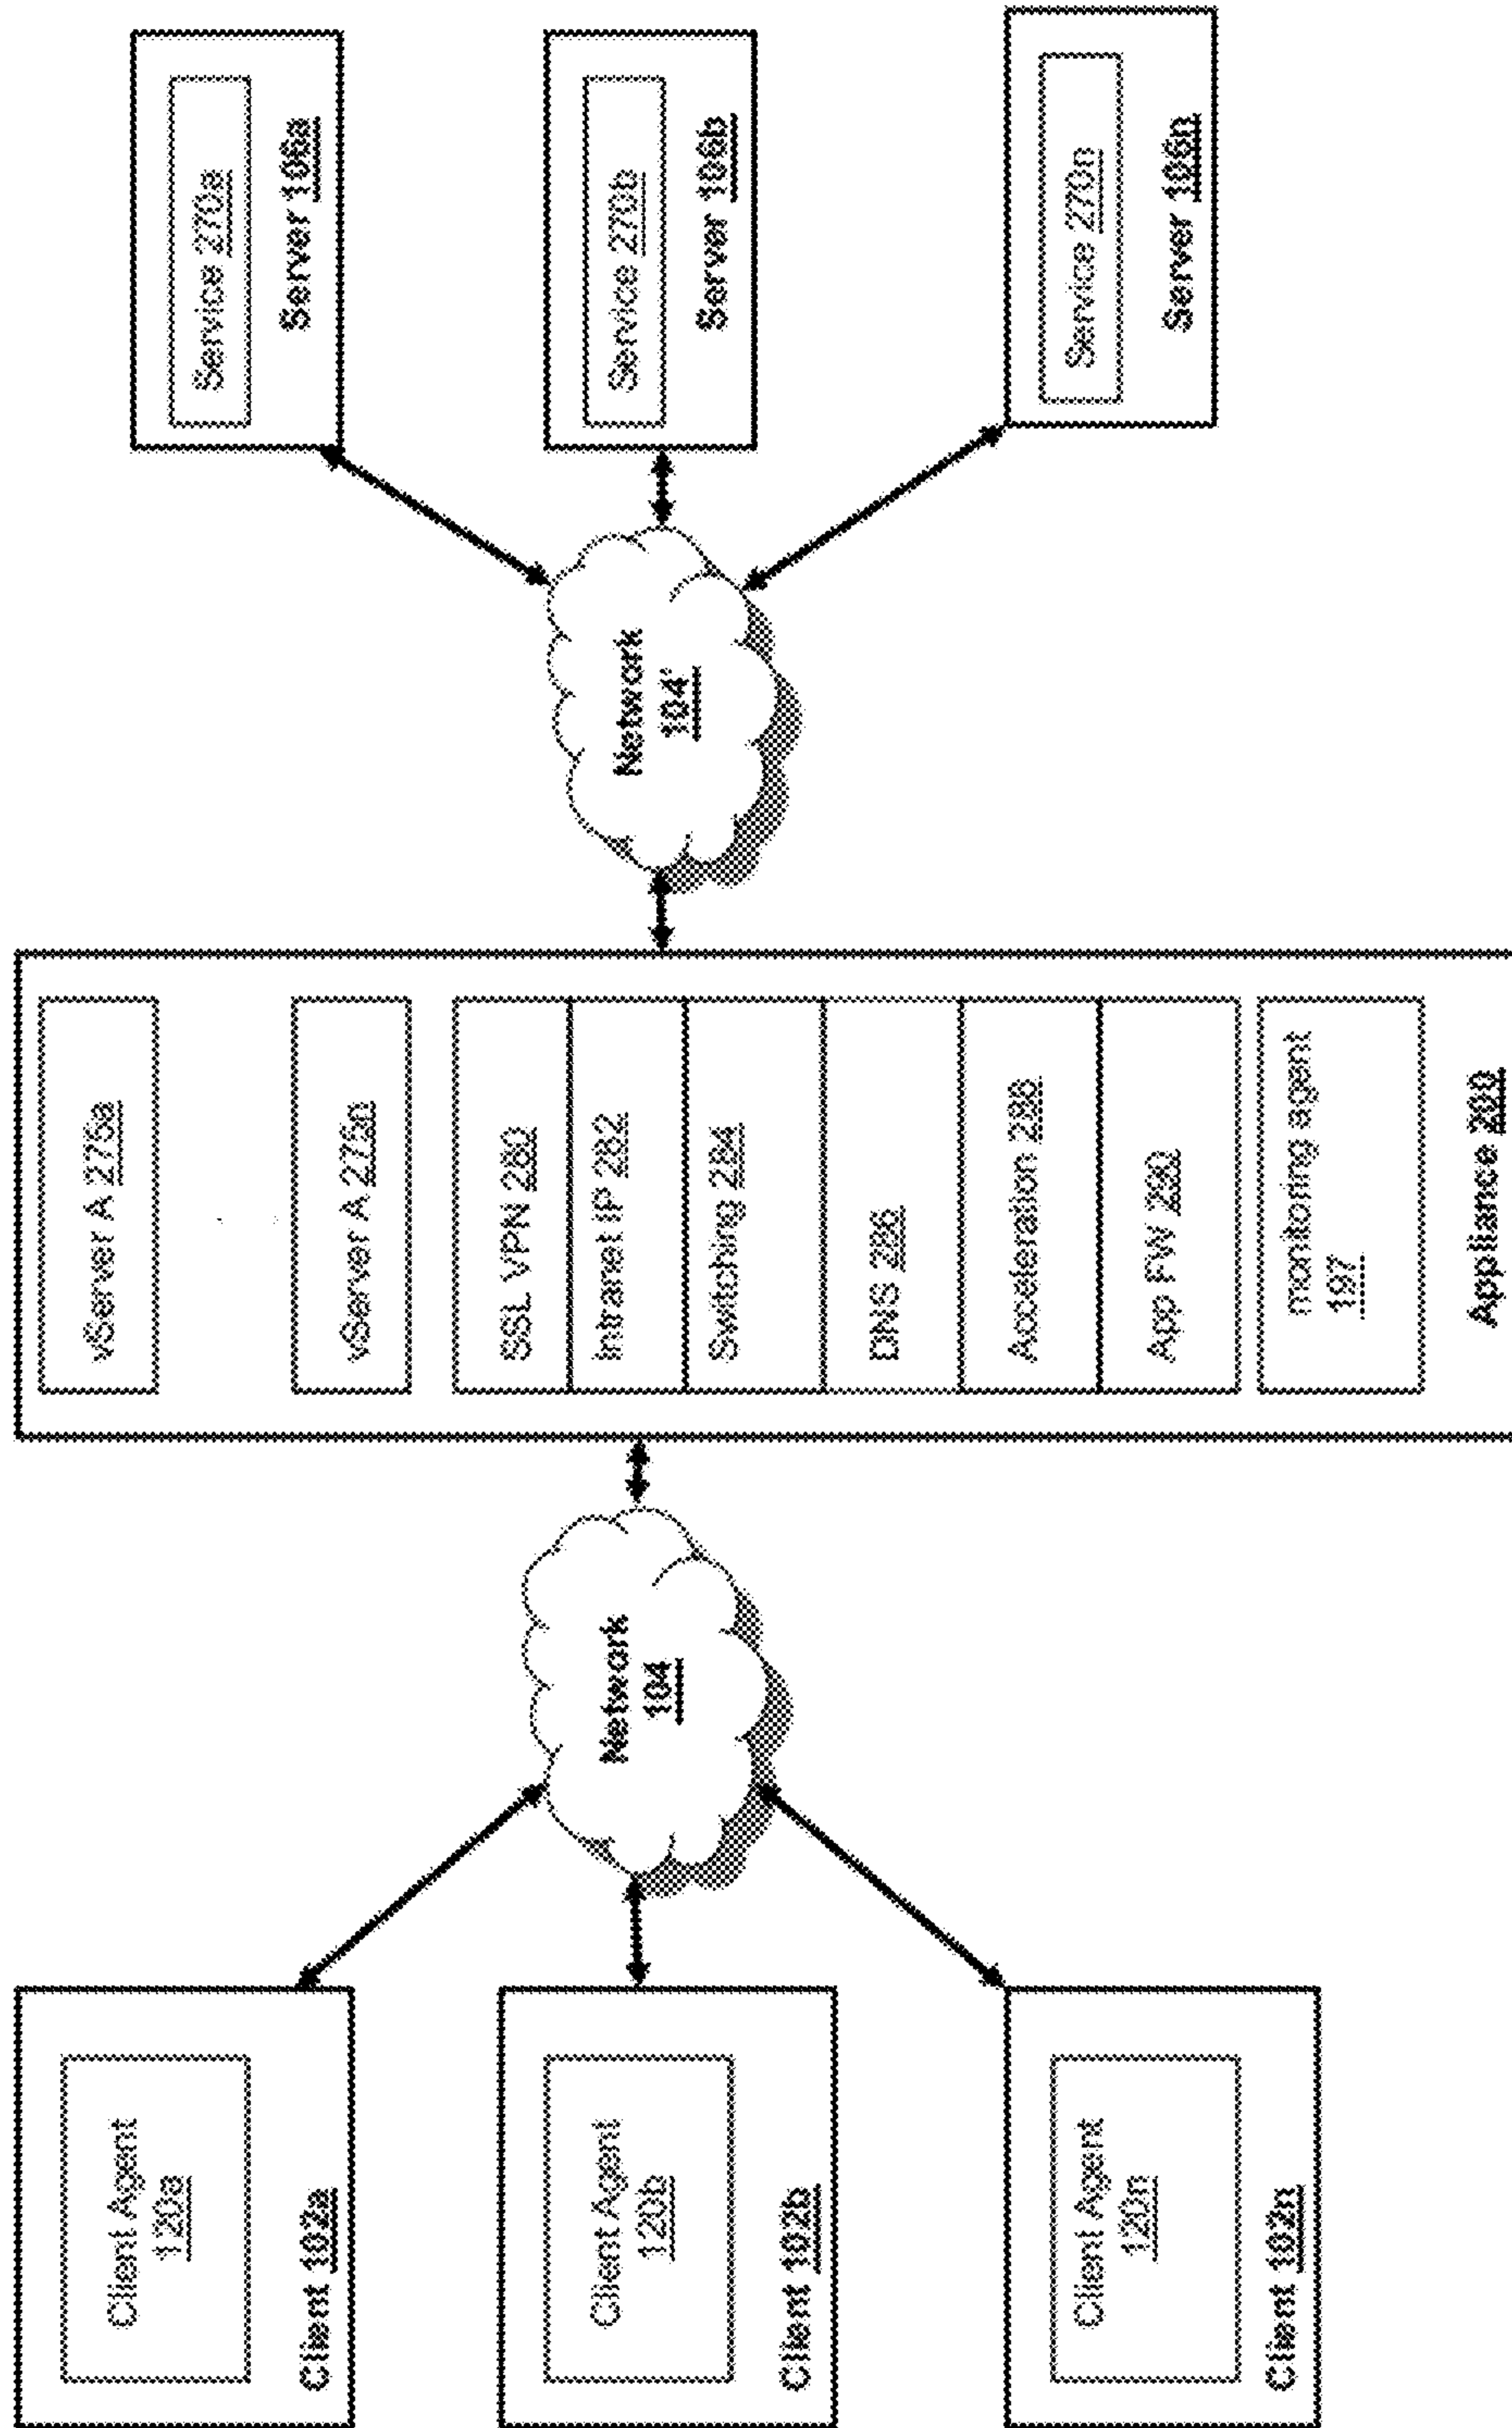 Client Agent
120a
Client 102a
Client Agent
120b
Client 102b
Client Agent
120n
Client 102n
Network
104
vServer A 275a
vServer A 275n
SSL VPN 280
Intranet IP 282
Switching 284
DNS 286
Acceleration 288
App FW 290
monitoring agent
197
Appliance 200
Network
104'
Service 270a
Server 106a
Service 270b
Server 106b
Service 270n
Server 106n